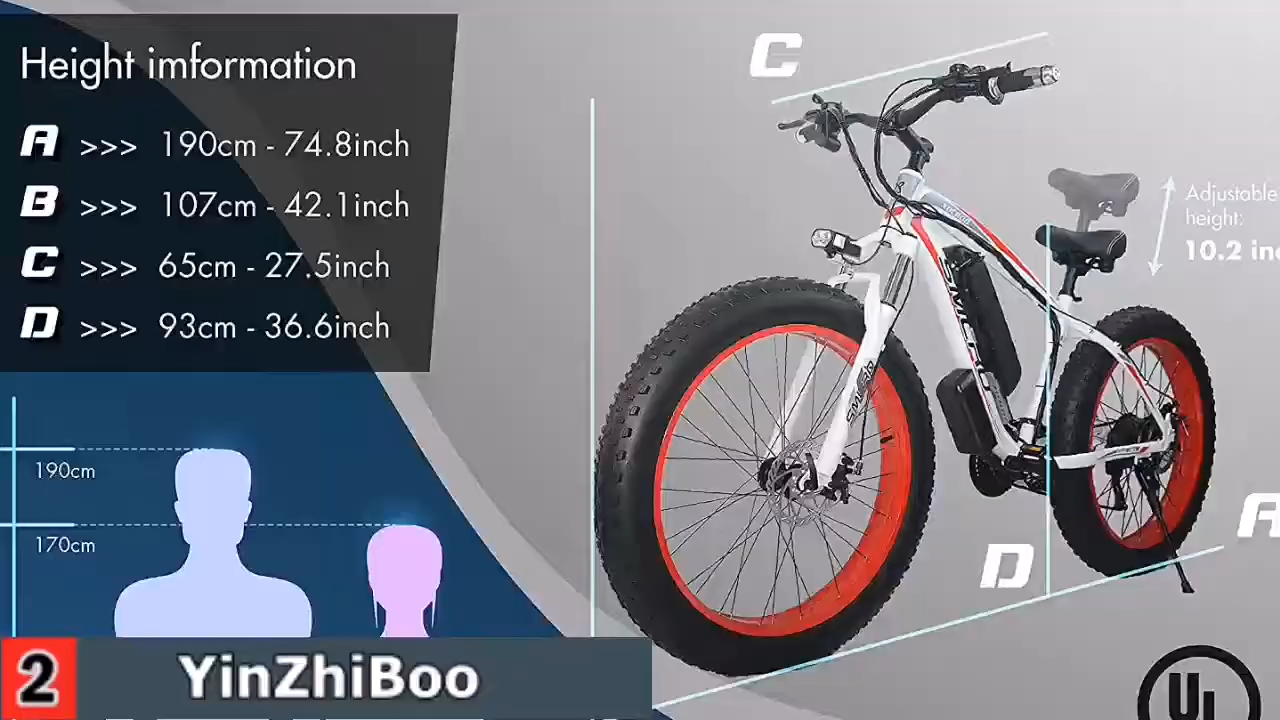 Height imformation
A >>> 190cm - 74.8inch
B >>> 107cm - 42.1inch
C >>> 65cm - 27.5inch
D >>> 93cm - 36.6inch
C
Adjustable
height:
10.2
190cm
170cm
A
D
2 YinZhiBoo
UL